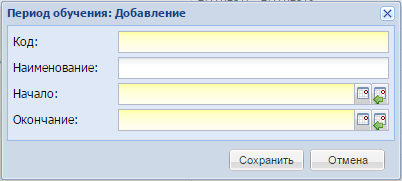 Период обучения: Добавление
Код:
Наименование:
Начало:
Окончание:
Сохранить Отмена